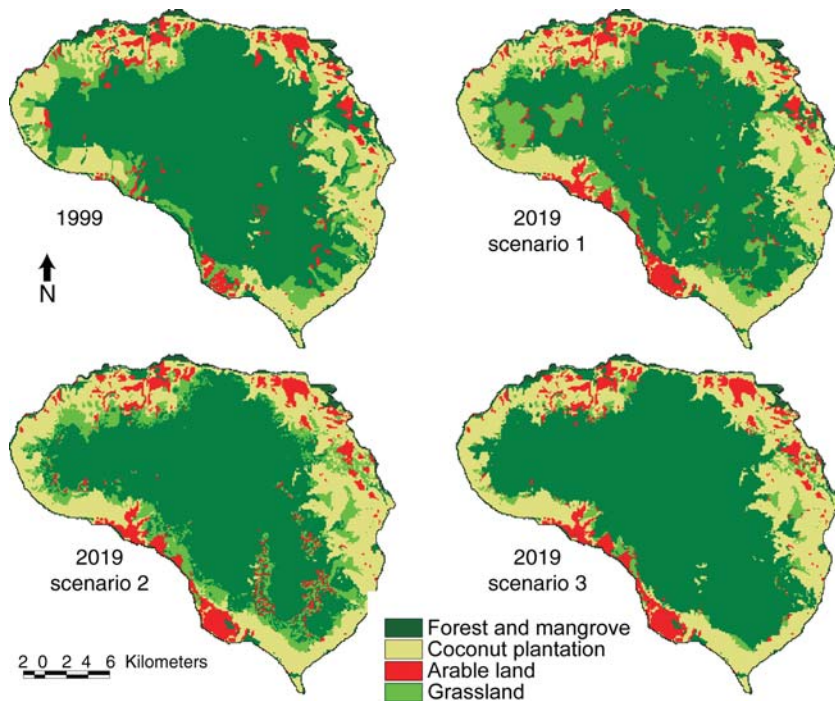 1999
N
2019
scenario 1
2019
scenario 2
2019
scenario 3
2 0 2 4 6 Kilometers
Forest and mangrove
Coconut plantation
Arable land
Grassland